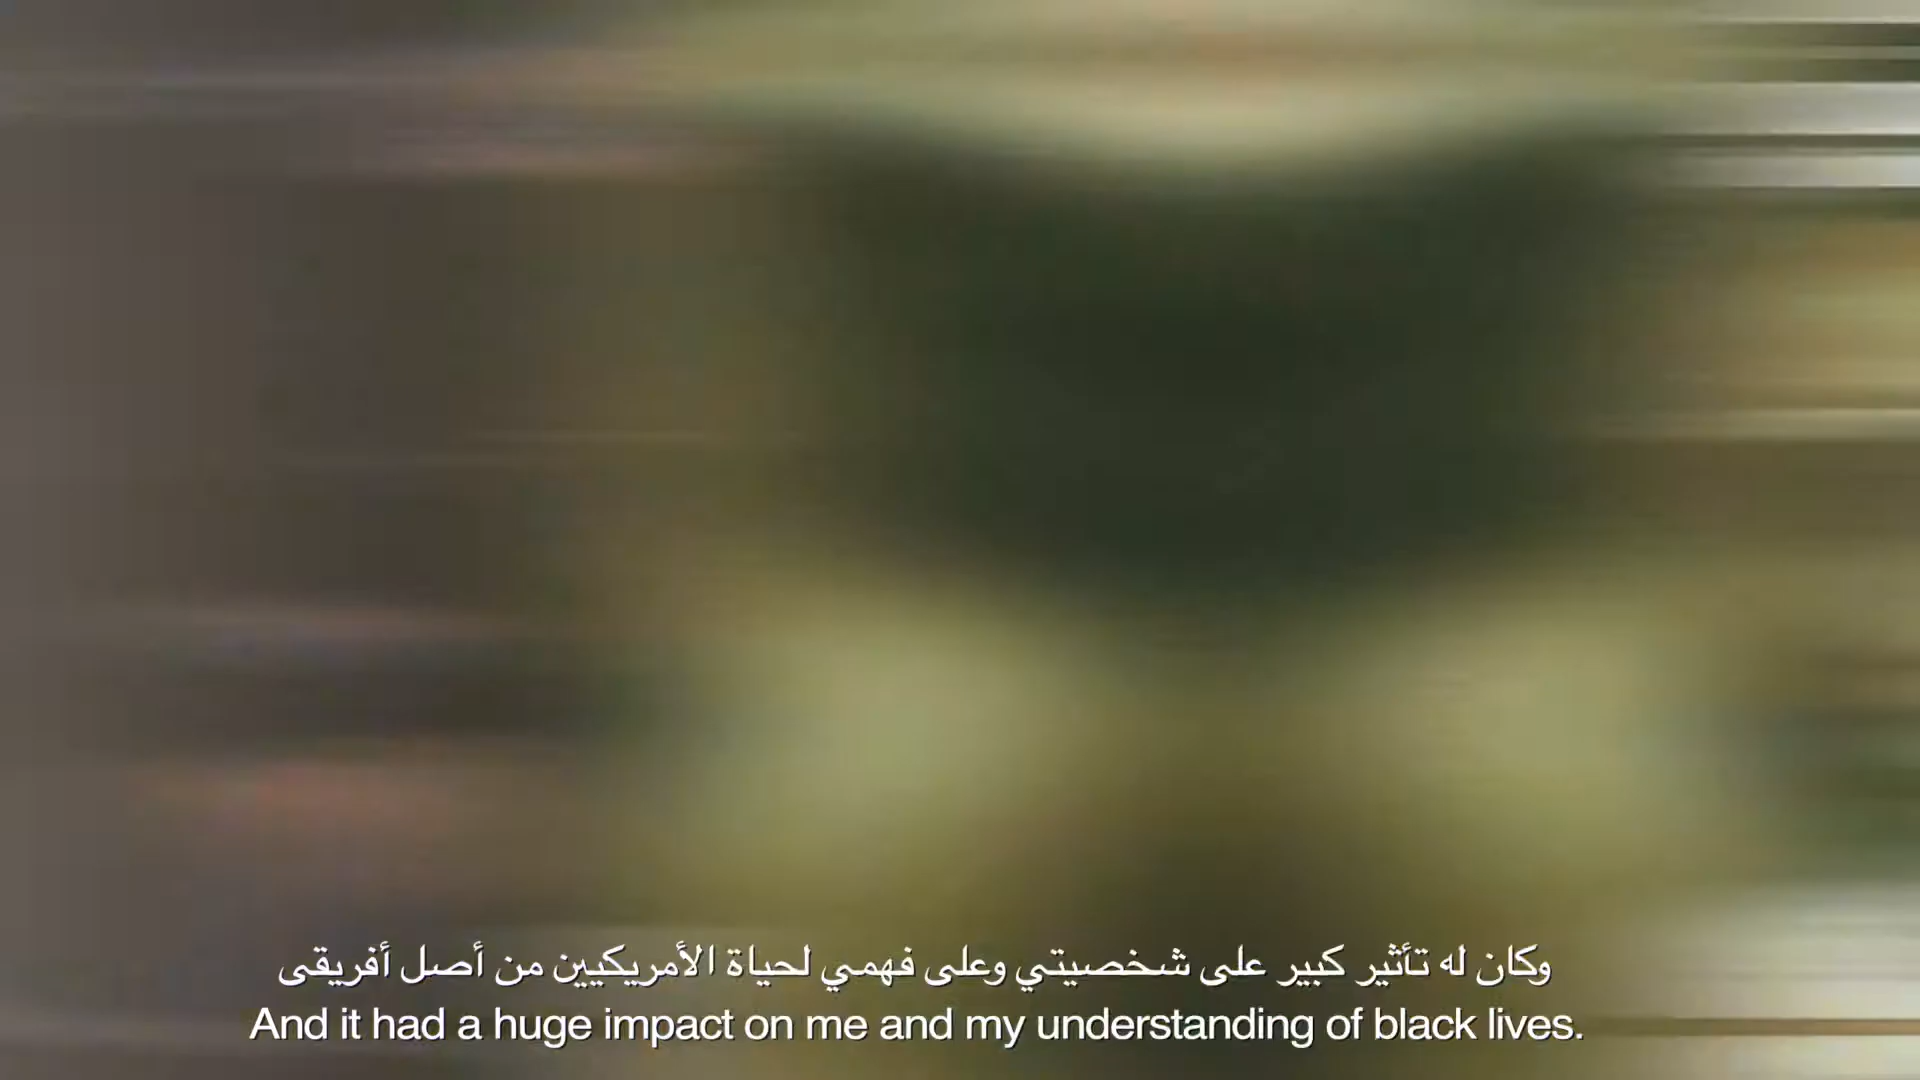 وكان له تأثير كبير على شخصيتي وعلى فهمي لحياة الأمريكيين من أصل أفريقى
And it had a huge impact on me and my understanding of black lives.